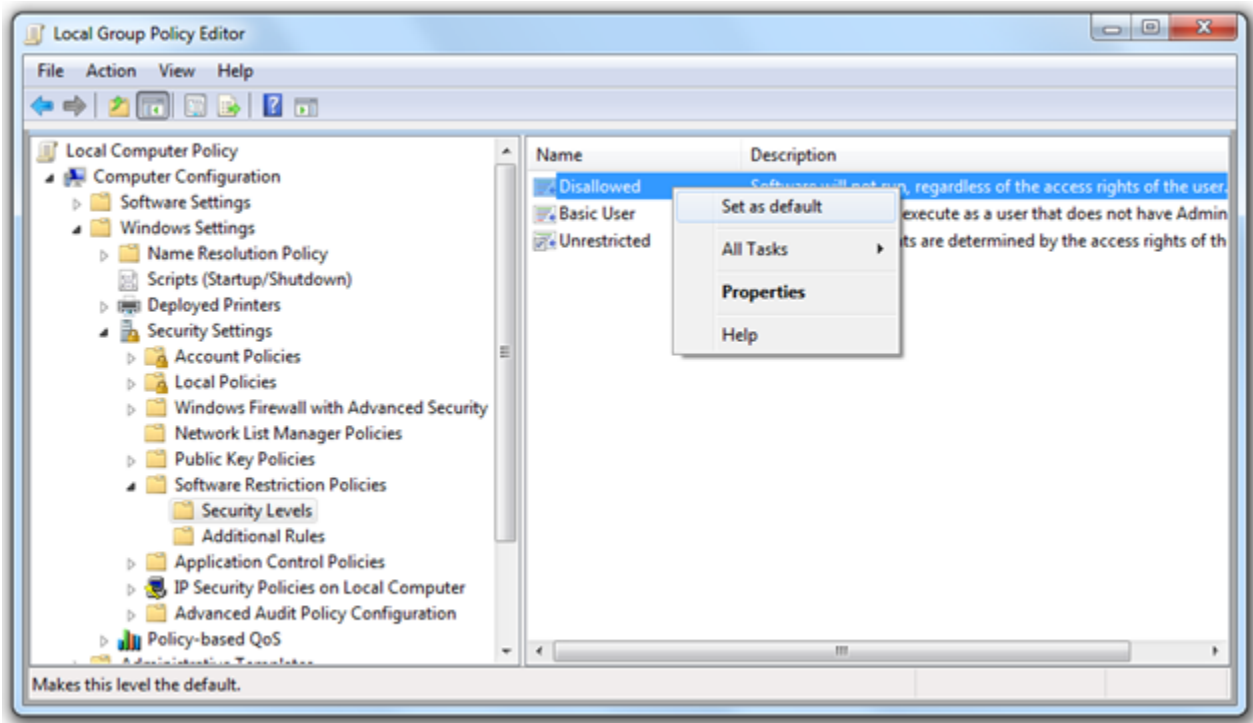 Local Group Policy Editor
File Action View Help
Local Computer Policy
Computer Configuration
Software Settings
Windows Settings
Name Resolution Policy
Scripts (Startup/Shutdown)
Deployed Printers
Security Settings
Account Policies
Local Policies
Windows Firewall with Advanced Security
Network List Manager Policies
Public Key Policies
Software Restriction Policies
Security Levels
Additional Rules
Application Control Policies
IP Security Policies on Local Computer
Advanced Audit Policy Configuration
Policy-based QoS
Name Description
Disallowed Software will not run, regardless of the access rights of the user.
Basic User execute as a user that does not have Admin
Unrestricted are determined by the access rights of th
Set as default
All Tasks
Properties
Help
Makes this level the default.